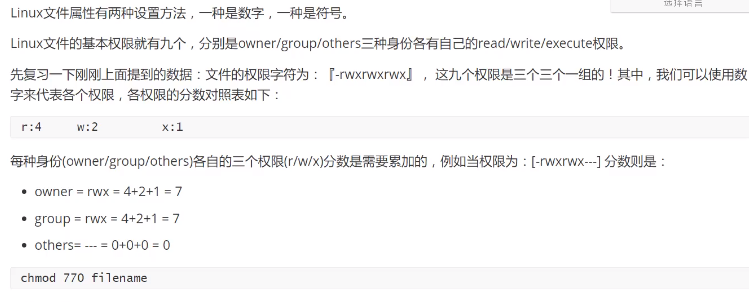 选择语言
Linux文件属性有两种设置方法，一种是数字，一种是符号。
Linux文件的基本权限就有九个，分别是owner/group/others三种身份各有自己的read/write/execute权限。
先复习一下刚刚上面提到的数据：文件的权限字符为：『-rwxrwxrwx』， 这九个权限是三个三个一组的！其中，我们可以使用数
字来代表各个权限，各权限的分数对照表如下：
r:4 w:2 x:1
每种身份(owner/group/others)各自的三个权限(r/w/x)分数是需要累加的，例如当权限为：[-rwxrwx---] 分数则是：
• owner = rwx = 4+2+1 = 7
• group = rwx = 4+2+1 = 7
• others= --- = 0+0+0 = 0
chmod 770 filename